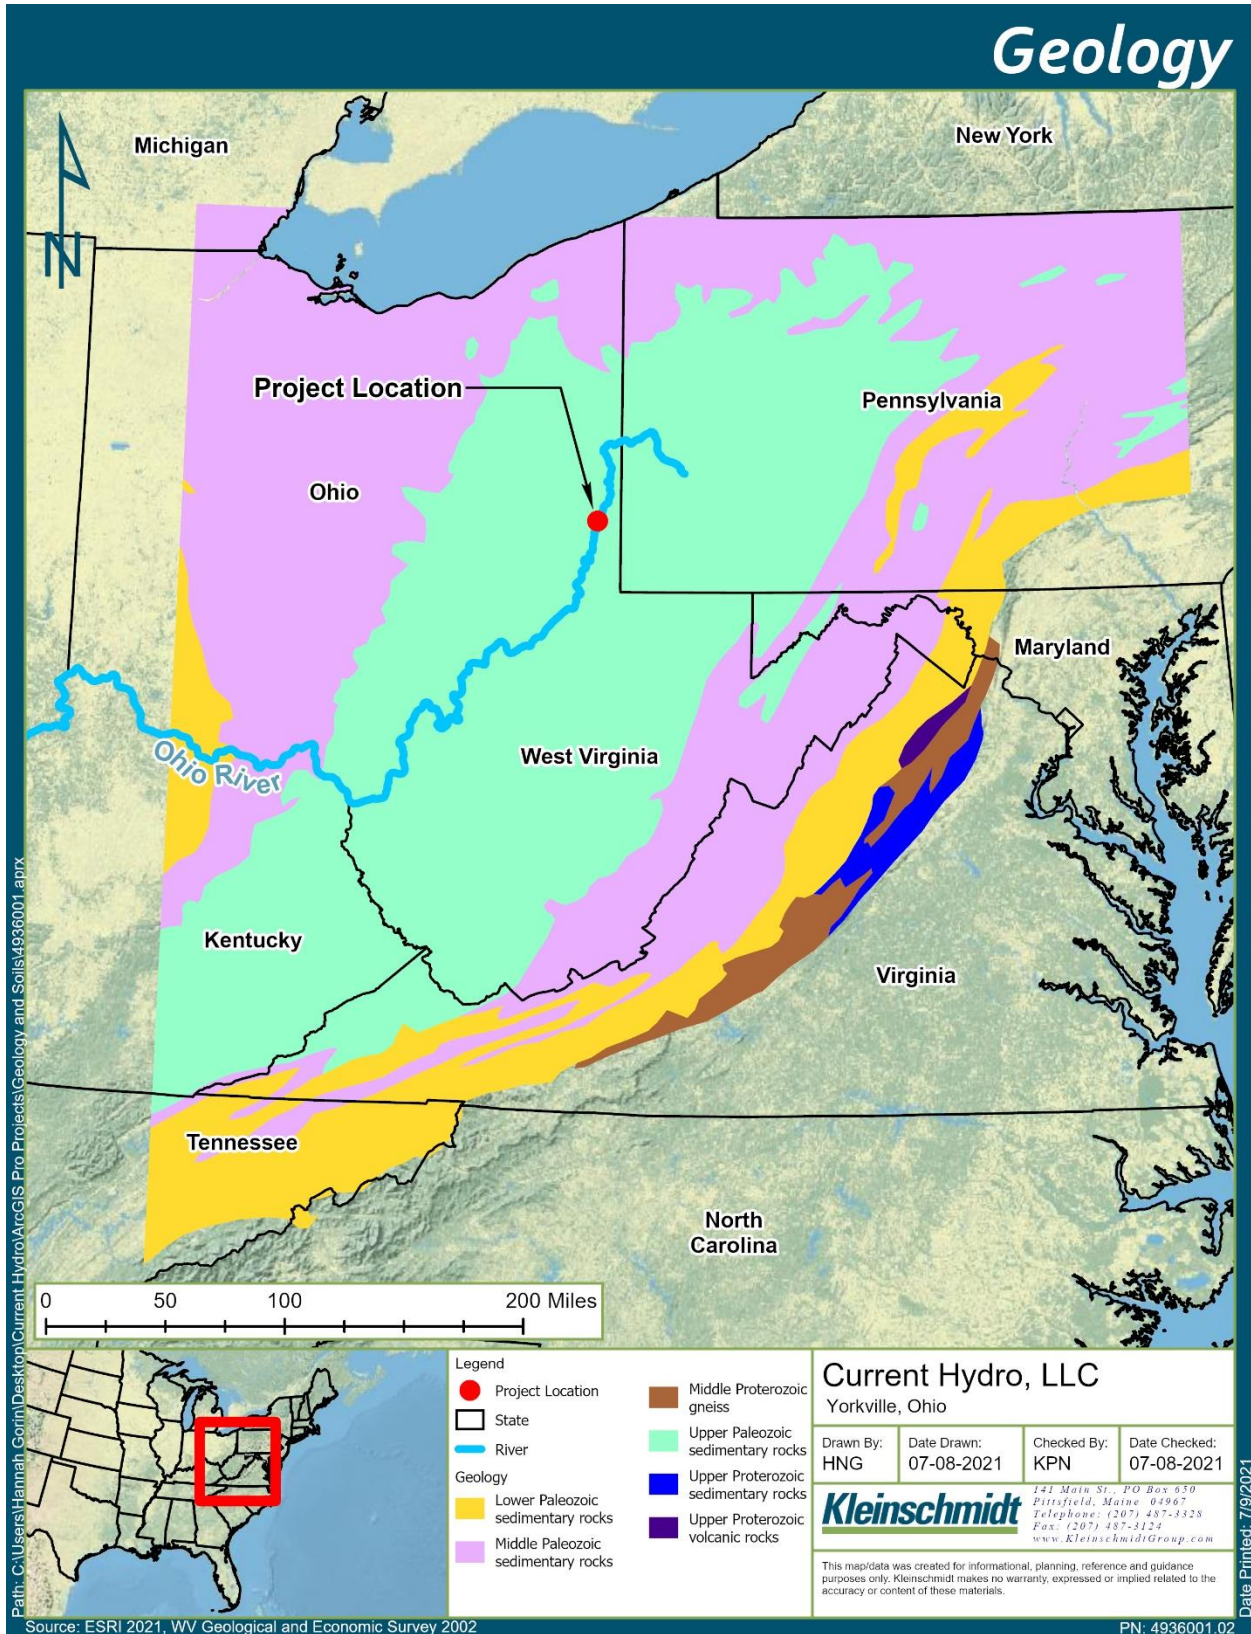 Geology
Michigan
New York
N
Project Location
Pennsylvania
Ohio
Maryland
West Virginia
Ohio River
Kentucky
Virginia
Tennessee
North
Carolina
0 50 100 200 Miles
Legend
Project Location
State
River
Geology
Lower Paleozoic
sedimentary rocks
Middle Paleozoic
sedimentary rocks
Middle Proterozoic
gneiss
Upper Paleozoic
sedimentary rocks
Upper Proterozoic
sedimentary rocks
Upper Proterozoic
volcanic rocks
Current Hydro, LLC
Yorkville, Ohio
Drawn By:
HNG
Date Drawn:
07-08-2021
Checked By:
KPN
Date Checked:
07-08-2021
Kleinschmidt
141 Main St., PO Box 650
Pittsfield, Maine 04967
Telephone: (207) 487-3328
Fax: (207) 487-3124
www.KleinschmidtGroup.com
This map/data was created for informational, planning, reference and guidance
purposes only. Kleinschmidt makes no warranty, expressed or implied related to the
accuracy or content of these materials.
Path: C:\Users\Hannah Gorin\Desktop\Current Hydro\ArcGIS Pro Projects\Geology and Soils\4936001.aprx
Date Printed: 7/9/2021
Source: ESRI 2021, WV Geological and Economic Survey 2002
PN: 4936001.02